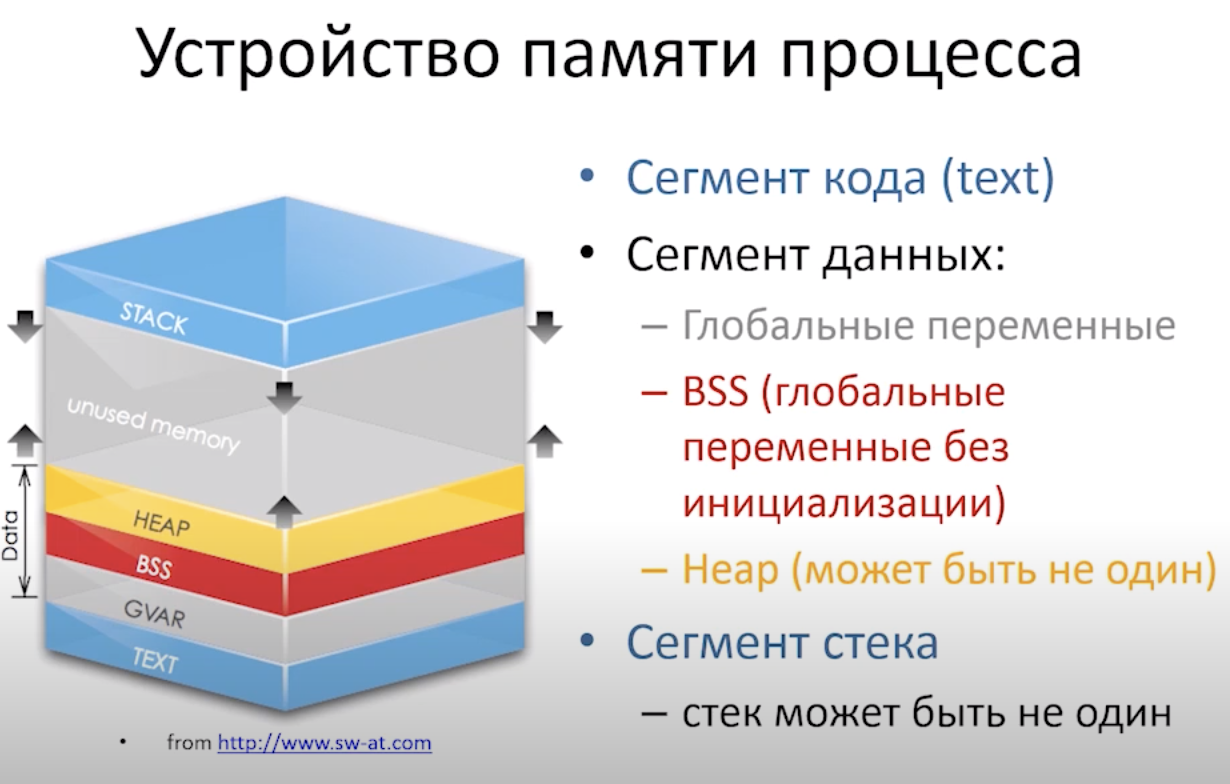 Устройство памяти процесса
• Сегмент кода (text)
• Сегмент данных:
– Глобальные переменные
– BSS (глобальные
переменные без
инициализации)
– Heap (может быть не один)
• Сегмент стека
– стек может быть не один
STACK
unused memory
HEAP
BSS
GVAR
TEXT
Data
• from http://www.sw-at.com